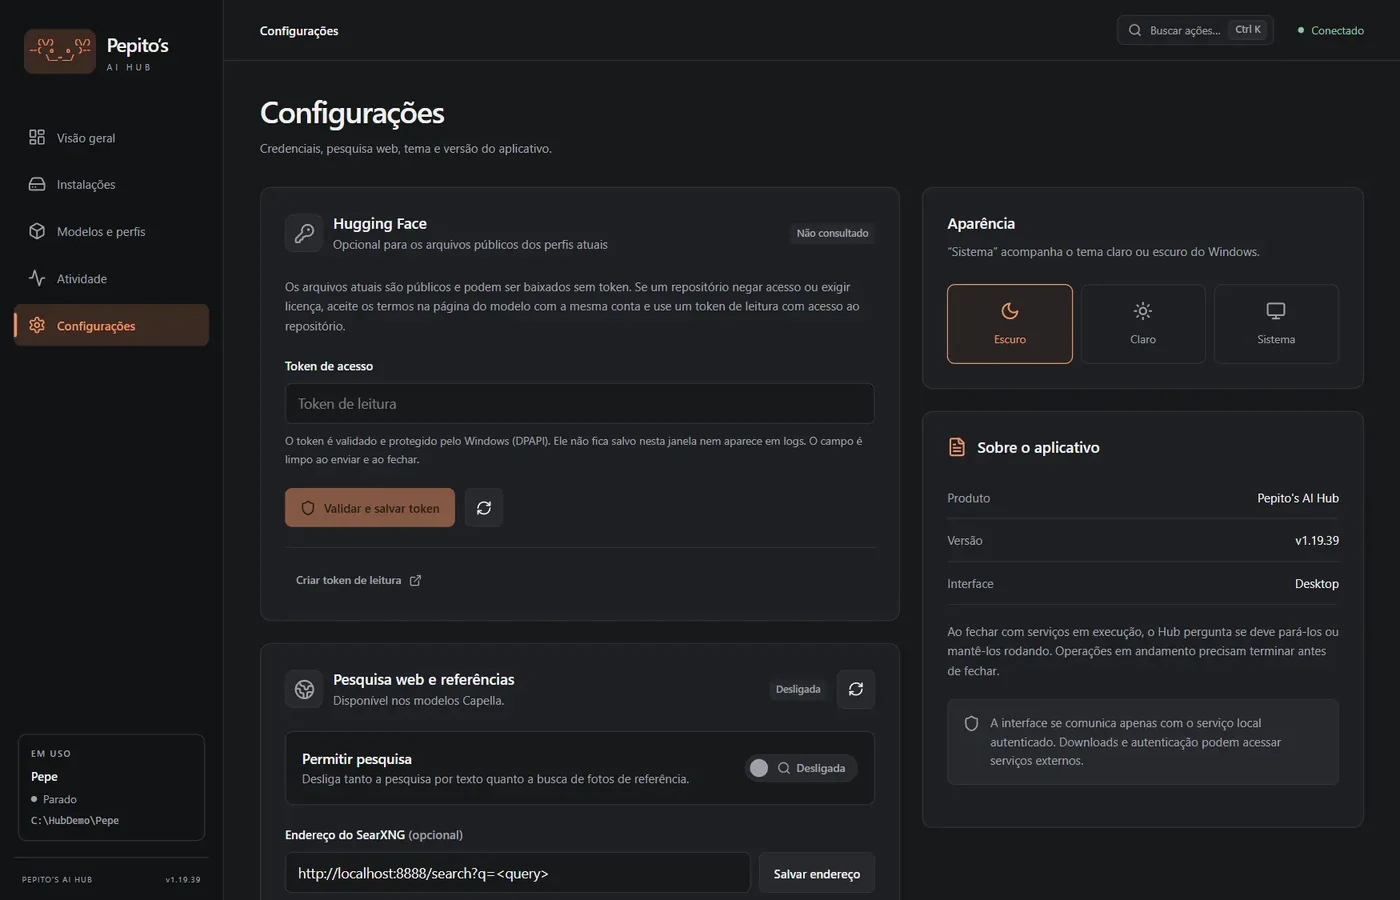 Pepito's
AI HUB
Visão geral
Instalações
Modelos e perfis
Atividade
Configurações
EM USO
Pepe
Parado
C:\HubDemo\Pepe
PEPITO'S AI HUB
v1.19.39
Configurações
Buscar ações...
Ctrl K
Conectado
Configurações
Credenciais, pesquisa web, tema e versão do aplicativo.
Hugging Face
Opcional para os arquivos públicos dos perfis atuais
Não consultado
Os arquivos atuais são públicos e podem ser baixados sem token. Se um repositório negar acesso ou exigir
licença, aceite os termos na página do modelo com a mesma conta e use um token de leitura com acesso ao
repositório.
Token de acesso
Token de leitura
O token é validado e protegido pelo Windows (DPAPI). Ele não fica salvo nesta janela nem aparece em logs. O campo é
limpo ao enviar e ao fechar.
Validar e salvar token
Criar token de leitura
Pesquisa web e referências
Disponível nos modelos Capella.
Desligada
Permitir pesquisa
Desliga tanto a pesquisa por texto quanto a busca de fotos de referência.
Desligada
Endereço do SearXNG (opcional)
http://localhost:8888/search?q=<query>
Salvar endereço
Aparência
"Sistema" acompanha o tema claro ou escuro do Windows.
Escuro
Claro
Sistema
Sobre o aplicativo
Produto
Pepito's AI Hub
Versão
v1.19.39
Interface
Desktop
Ao fechar com serviços em execução, o Hub pergunta se deve pará-los ou
mantê-los rodando. Operações em andamento precisam terminar antes
de fechar.
A interface se comunica apenas com o serviço local
autenticado. Downloads e autenticação podem acessar
serviços externos.